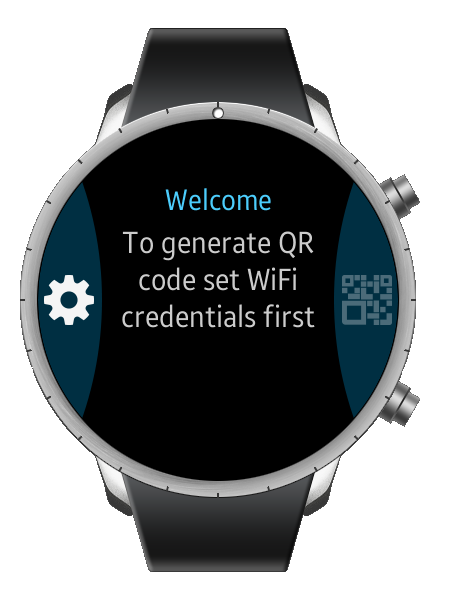 Welcome
To generate QR
code set WiFi
credentials first